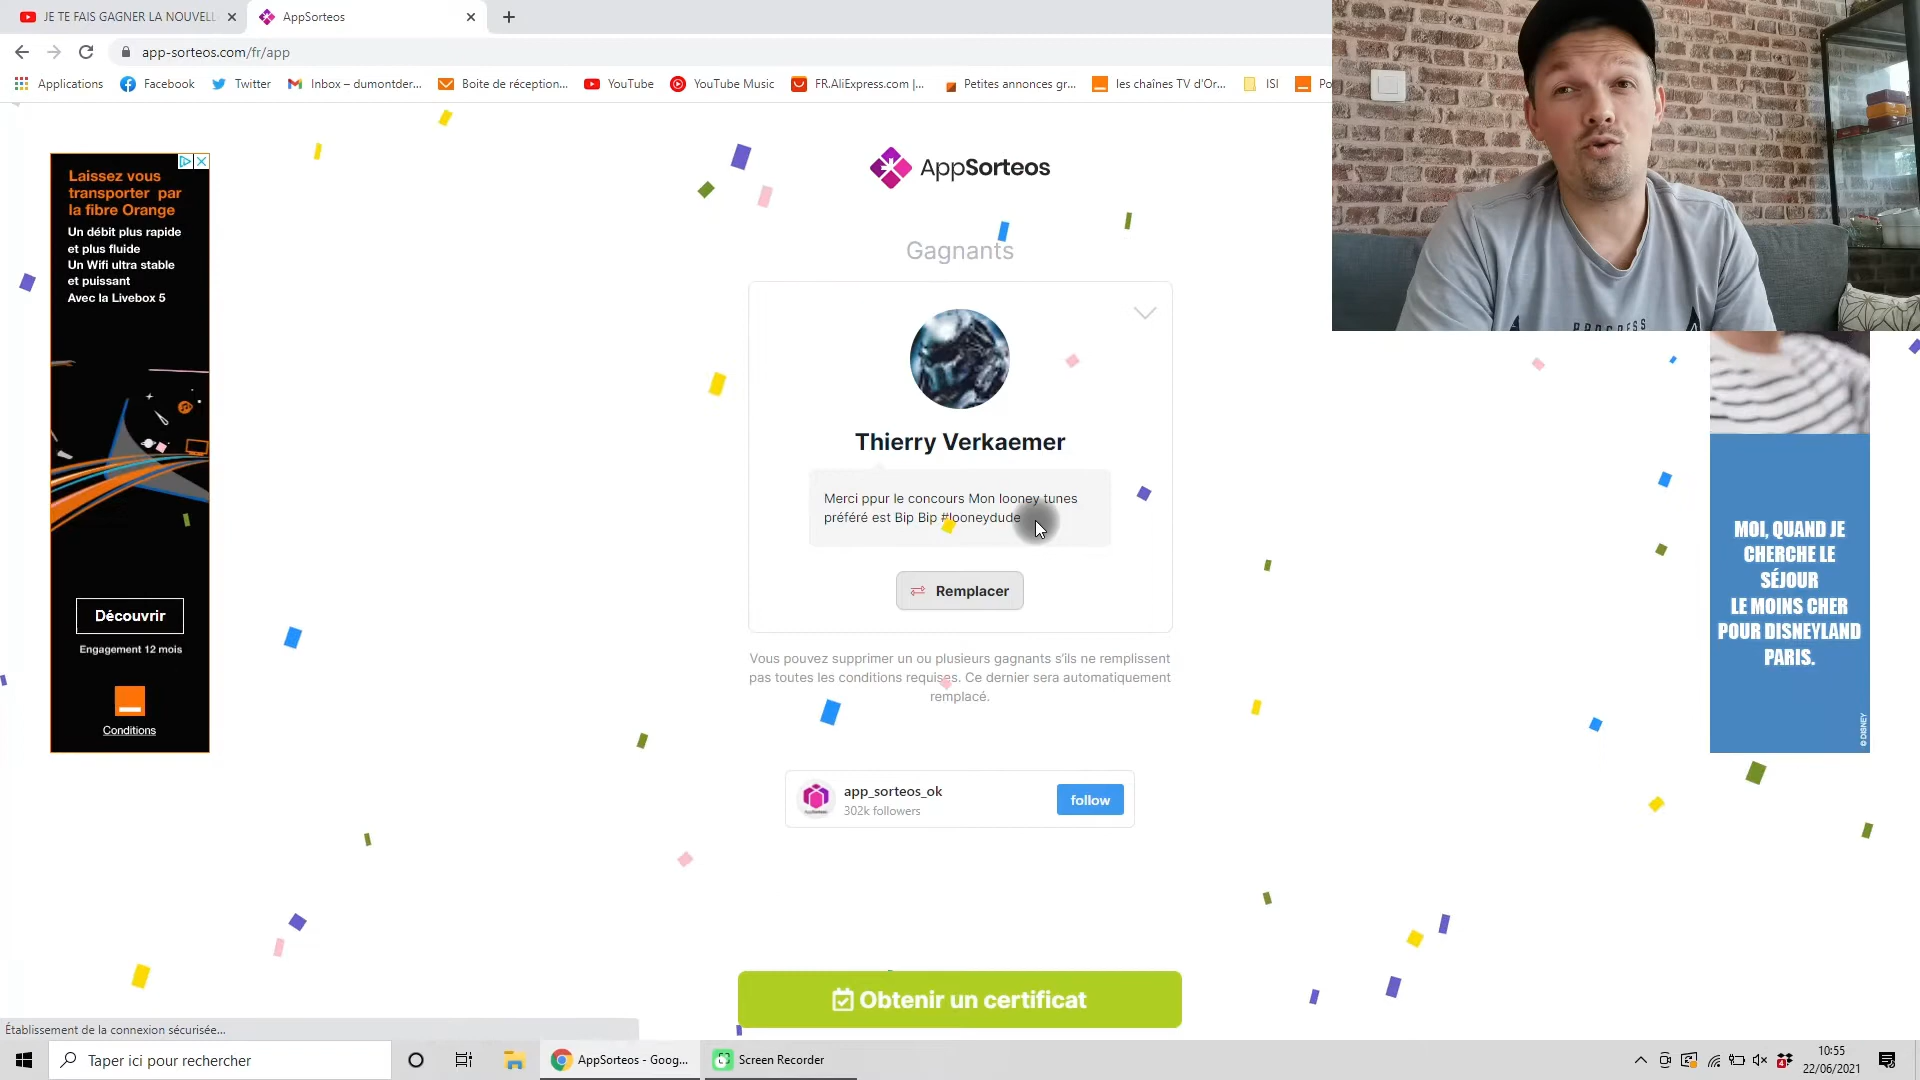 JE TE FAIS GAGNER LA NOUVELL
AppSorteos
app-sorteos.com/fr/app
Applications
Facebook
Twitter
Inbox – dumontder...
Boite de réception...
YouTube
YouTube Music
FR.AliExpress.com |...
Petites annonces gr...
les chaînes TV d'Or...
ISI
Po
Laissez vous
transporter par
la fibre Orange
Un débit plus rapide
et plus fluide
Un Wifi ultra stable
et puissant
Avec la Livebox 5
Découvrir
Engagement 12 mois
Conditions
AppSorteos
Gagnants
Thierry Verkaemer
Merci ppur le concours Mon looney tunes
préféré est Bip Bip #looneydude
Remplacer
Vous pouvez supprimer un ou plusieurs gagnants s'ils ne remplissent
pas toutes les conditions requises. Ce dernier sera automatiquement
remplacé.
app_sorteos_ok
302k followers
follow
Obtenir un certificat
PROGRESS
MOI, QUAND JE
CHERCHE LE
SÉJOUR
LE MOINS CHER
POUR DISNEYLAND
PARIS.
© DISNEY
Établissement de la connexion sécurisée...
Taper ici pour rechercher
AppSorteos - Goog...
Screen Recorder
10:55
22/06/2021